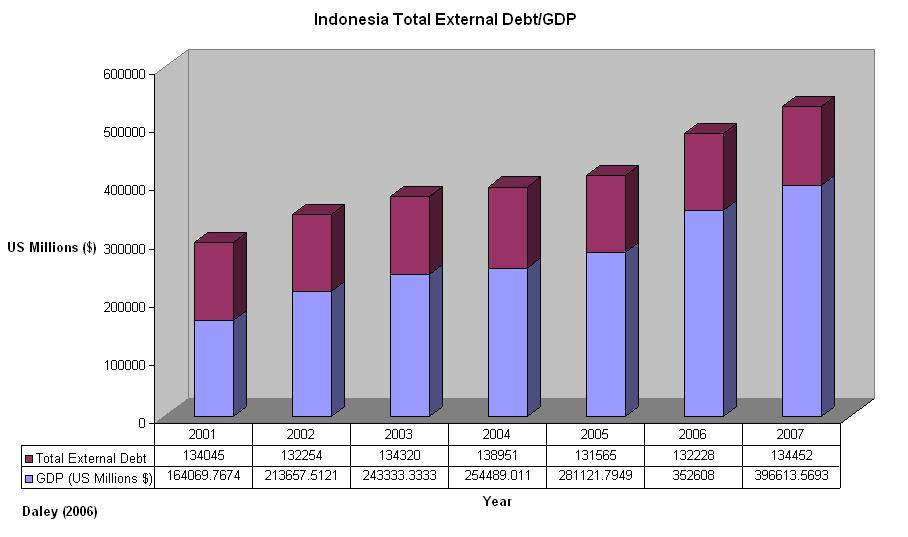 Indonesia Total External Debt/GDP
600000
500000
400000
US Millions ($) 300000
200000
100000
0
2001 2002 2003 2004 2005 2006 2007
Total External Debt 134045 132254 134320 138951 131565 132228 134452
GDP (US Millions $) 164069.7674 213657.5121 243333.3333 254489.011 281121.7949 352608 396613.5693
Year
Daley (2006)